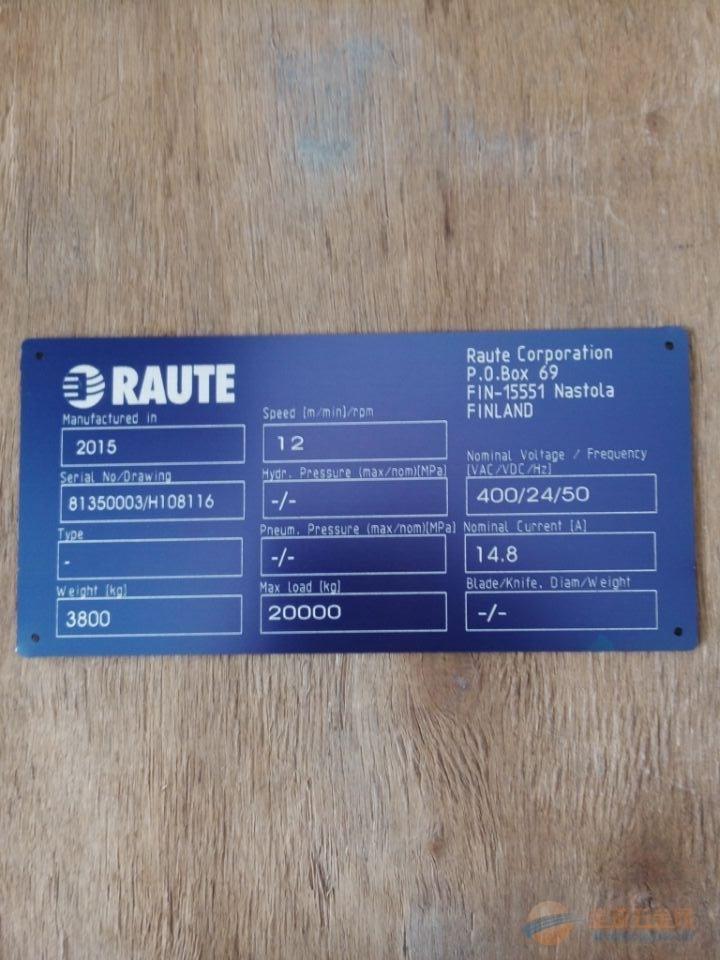 RAUTE
Raute Corporation
P.O.Box 69
FIN-15551 Nastola
FINLAND
Manufactured in
2015
Serial No/Drawing
81350003/H108116
Type
-
Weight [kg]
3800
Speed [m/min]/rpm
12
Hydr. Pressure (max/nom)[MPa]
-/-
Pneum. Pressure (max/nom)[MPa]
-/-
Max Load [kg]
20000
Nominal Voltage / Frequency
[VAC/VDC/Hz]
400/24/50
Nominal Current [A]
14.8
Blade/Knife, Diam/Weight
-/-